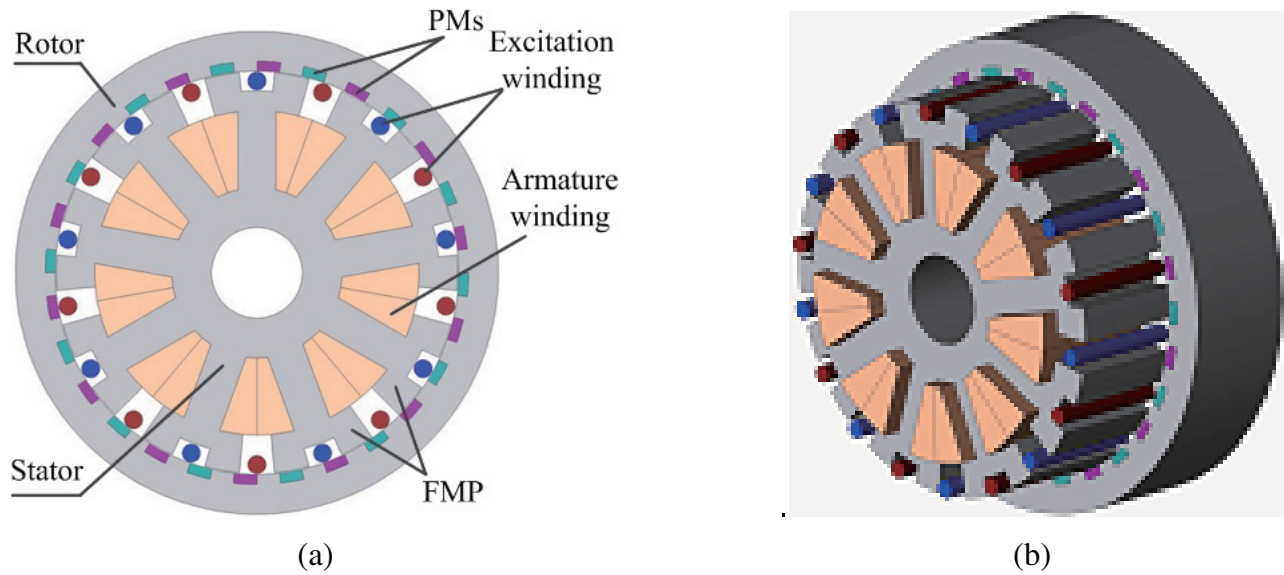 PMs
Rotor
Excitation
winding
Armature
winding
Stator
FMP
(a)
(b)